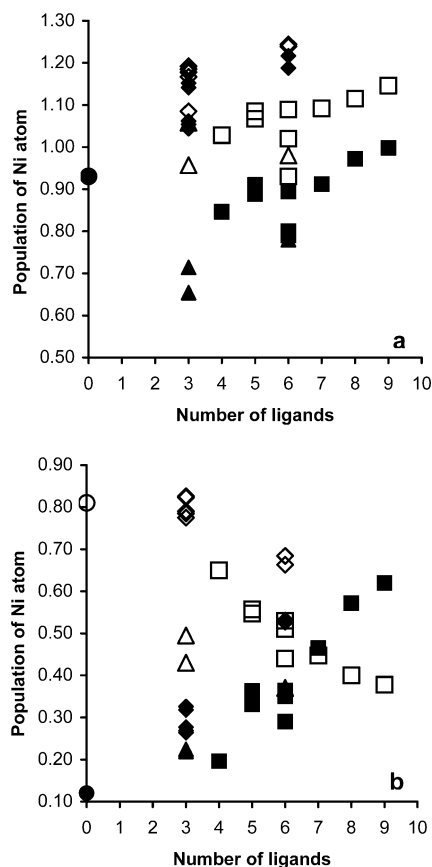 1.30
1.20
1.10
1.00
0.90
0.80
0.70
0.60
0.50
Population of Ni atom
a
0 1 2 3 4 5 6 7 8 9 10
Number of ligands
0.90
0.80
0.70
0.60
0.50
0.40
0.30
0.20
0.10
Population of Ni atom
b
0 1 2 3 4 5 6 7 8 9 10
Number of ligands